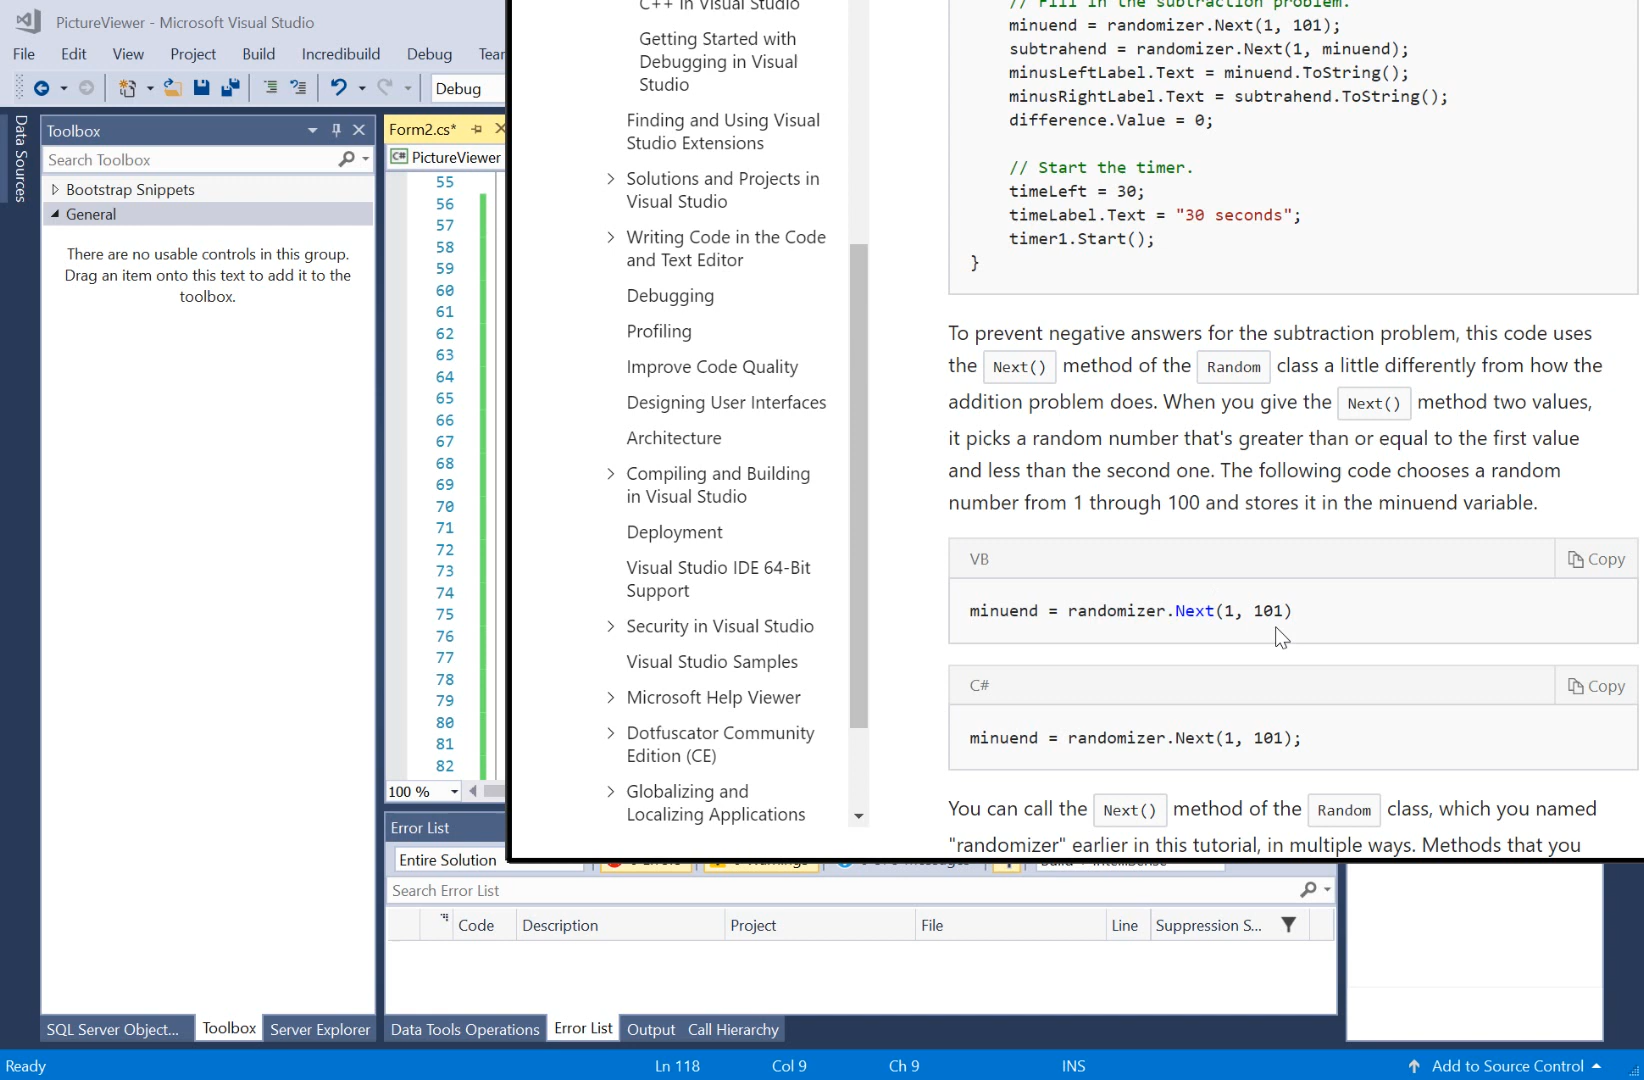 PictureViewer - Microsoft Visual Studio
File Edit View Project Build Incredibuild Debug
Debug
Data Sources
Toolbox
Search Toolbox
Bootstrap Snippets
General
There are no usable controls in this group.
Drag an item onto this text to add it to the
toolbox.
Form2.cs*
C# PictureViewer
55
56
57
58
59
60
61
62
63
64
65
66
67
68
69
70
71
72
73
74
75
76
77
78
79
80
81
82
100 %
C++ in Visual Studio
Getting Started with
Debugging in Visual
Studio
Finding and Using Visual
Studio Extensions
Solutions and Projects in
Visual Studio
Writing Code in the Code
and Text Editor
Debugging
Profiling
Improve Code Quality
Designing User Interfaces
Architecture
Compiling and Building
in Visual Studio
Deployment
Visual Studio IDE 64-Bit
Support
Security in Visual Studio
Visual Studio Samples
Microsoft Help Viewer
Dotfuscator Community
Edition (CE)
Globalizing and
Localizing Applications
// Fill in the subtraction problem.
minuend = randomizer.Next(1, 101);
subtrahend = randomizer.Next(1, minuend);
minusLeftLabel.Text = minuend.ToString();
minusRightLabel.Text = subtrahend.ToString();
difference.Value = 0;
// Start the timer.
timeLeft = 30;
timeLabel.Text = "30 seconds";
timer1.Start();
}
To prevent negative answers for the subtraction problem, this code uses
the Next() method of the Random class a little differently from how the
addition problem does. When you give the Next() method two values,
it picks a random number that's greater than or equal to the first value
and less than the second one. The following code chooses a random
number from 1 through 100 and stores it in the minuend variable.
VB Copy
minuend = randomizer.Next(1, 101)
C# Copy
minuend = randomizer.Next(1, 101);
You can call the Next() method of the Random class, which you named
"randomizer" earlier in this tutorial, in multiple ways. Methods that you
Error List
Entire Solution
Search Error List
Code Description Project File Line Suppression S...
SQL Server Object... Toolbox Server Explorer
Data Tools Operations Error List Output Call Hierarchy
Ready Ln 118 Col 9 Ch 9 INS Add to Source Control